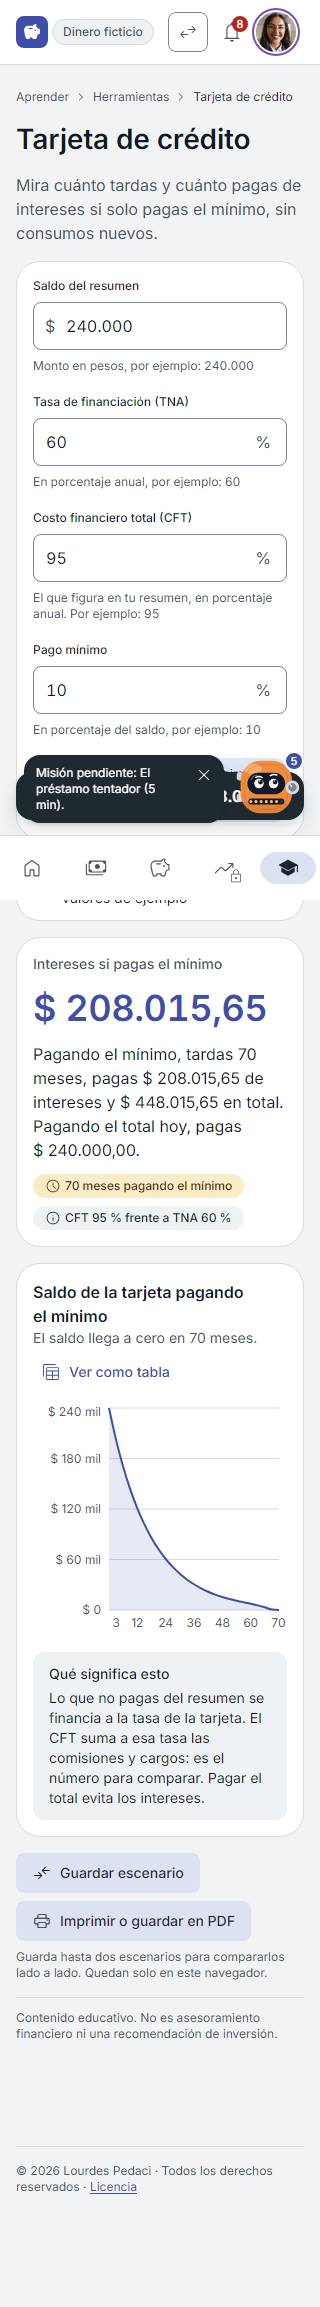 Dinero ficticio
8
Aprender > Herramientas > Tarjeta de crédito
Tarjeta de crédito
Mira cuánto tardas y cuánto pagas de
intereses si solo pagas el mínimo, sin
consumos nuevos.
Saldo del resumen
$ 240.000
Monto en pesos, por ejemplo: 240.000
Tasa de financiación (TNA)
60 %
En porcentaje anual, por ejemplo: 60
Costo financiero total (CFT)
95 %
El que figura en tu resumen, en porcentaje
anual. Por ejemplo: 95
Pago mínimo
10 %
En porcentaje del saldo, por ejemplo: 10
5
Misión pendiente: El
préstamo tentador (5
min).
valores de ejemplo
Intereses si pagas el mínimo
$ 208.015,65
Pagando el mínimo, tardas 70
meses, pagas $ 208.015,65 de
intereses y $ 448.015,65 en total.
Pagando el total hoy, pagas
$ 240.000,00.
70 meses pagando el mínimo
CFT 95 % frente a TNA 60 %
Saldo de la tarjeta pagando
el mínimo
El saldo llega a cero en 70 meses.
Ver como tabla
$ 240 mil
$ 180 mil
$ 120 mil
$ 60 mil
$ 0
3 12 24 36 48 60 70
Qué significa esto
Lo que no pagas del resumen se
financia a la tasa de la tarjeta. El
CFT suma a esa tasa las
comisiones y cargos: es el
número para comparar. Pagar el
total evita los intereses.
Guardar escenario
Imprimir o guardar en PDF
Guarda hasta dos escenarios para compararlos
lado a lado. Quedan solo en este navegador.
Contenido educativo. No es asesoramiento
financiero ni una recomendación de inversión.
© 2026 Lourdes Pedaci · Todos los derechos
reservados · Licencia